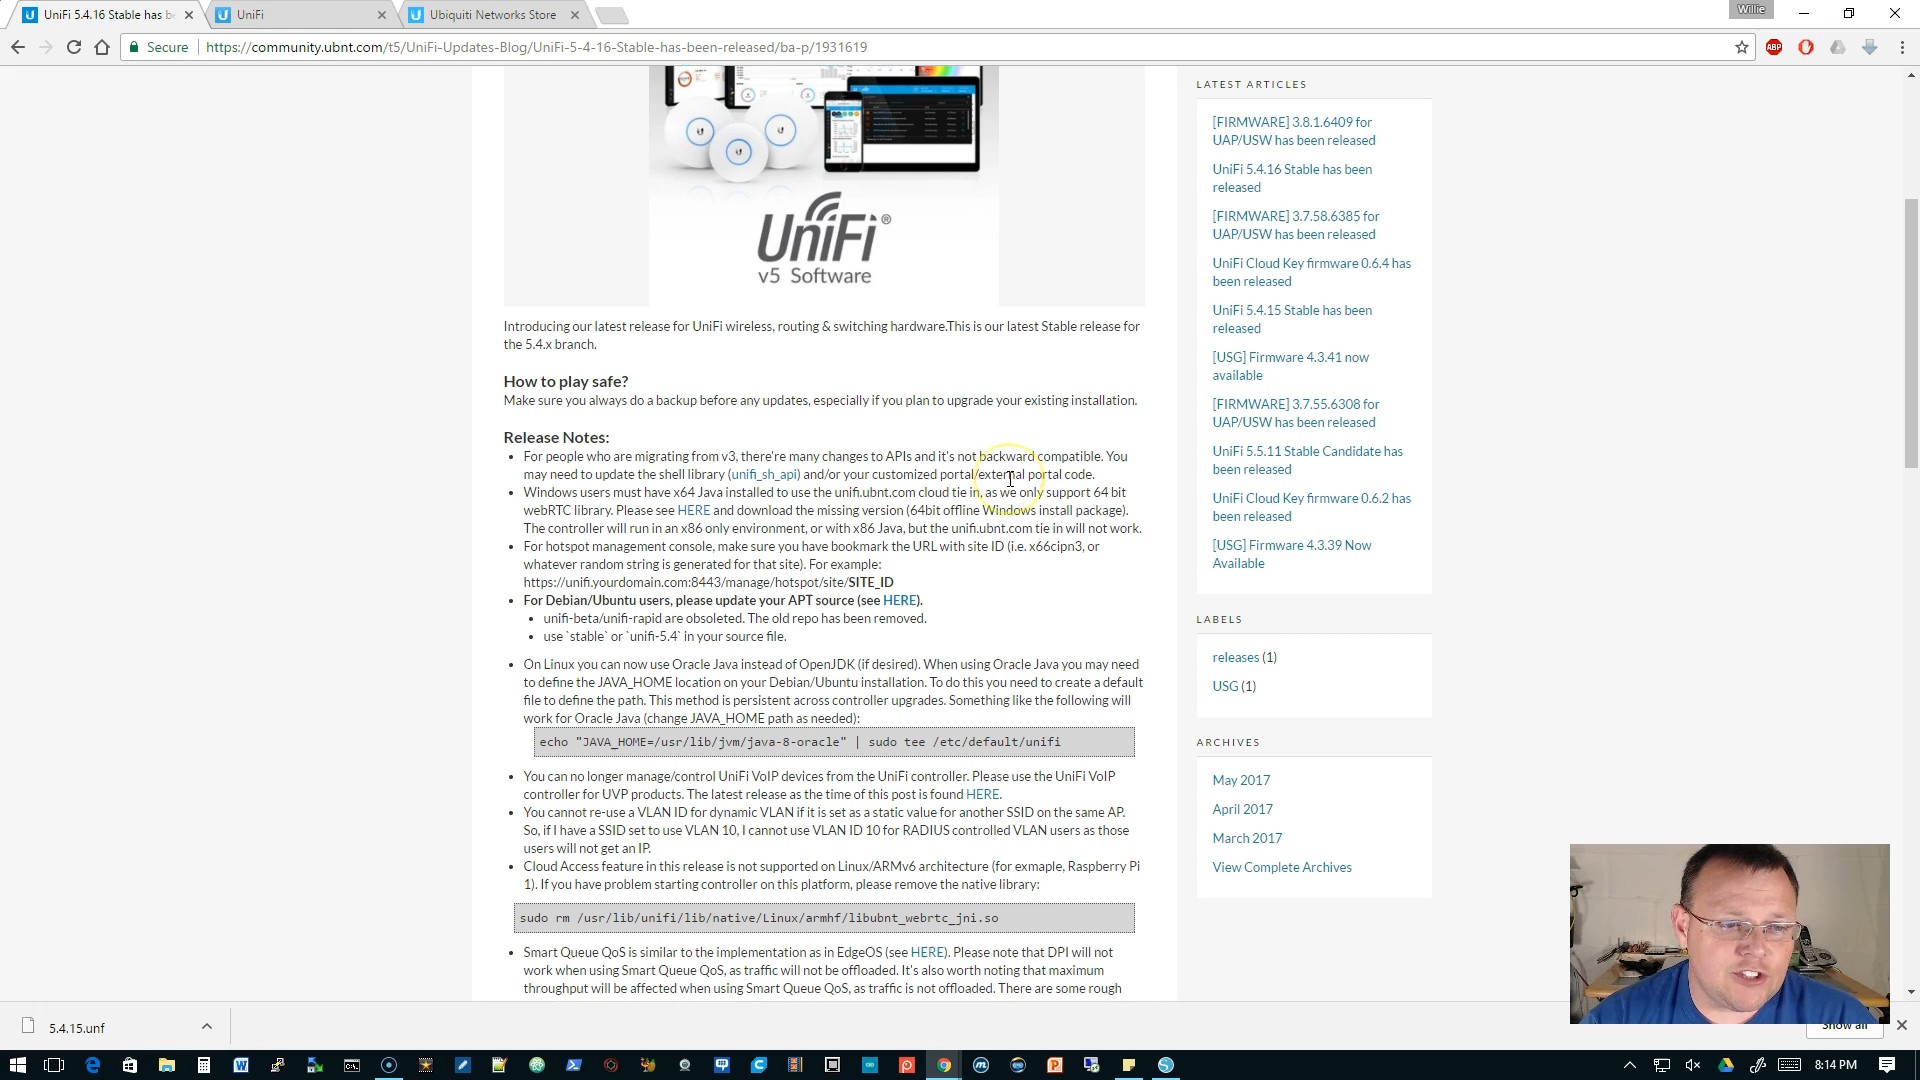 UniFi 5.4.16 Stable has be
UniFi
Ubiquiti Networks Store
Willie
Secure
https://community.ubnt.com/t5/UniFi-Updates-Blog/UniFi-5-4-16-Stable-has-been-released/ba-p/1931619
ABP
UniFi®
v5 Software
Introducing our latest release for UniFi wireless, routing & switching hardware.This is our latest Stable release for
the 5.4.x branch.
How to play safe?
Make sure you always do a backup before any updates, especially if you plan to upgrade your existing installation.
Release Notes:
• For people who are migrating from v3, there're many changes to APIs and it's not backward compatible. You
may need to update the shell library (unifi_sh_api) and/or your customized portal/external portal code.
• Windows users must have x64 Java installed to use the unifi.ubnt.com cloud tie in, as we only support 64 bit
webRTC library. Please see HERE and download the missing version (64bit offline Windows install package).
The controller will run in an x86 only environment, or with x86 Java, but the unifi.ubnt.com tie in will not work.
• For hotspot management console, make sure you have bookmark the URL with site ID (i.e. x66cipn3, or
whatever random string is generated for that site). For example:
https://unifi.yourdomain.com:8443/manage/hotspot/site/SITE_ID
• For Debian/Ubuntu users, please update your APT source (see HERE).
• unifi-beta/unifi-rapid are obsoleted. The old repo has been removed.
• use `stable` or `unifi-5.4` in your source file.
• On Linux you can now use Oracle Java instead of OpenJDK (if desired). When using Oracle Java you may need
to define the JAVA_HOME location on your Debian/Ubuntu installation. To do this you need to create a default
file to define the path. This method is persistent across controller upgrades. Something like the following will
work for Oracle Java (change JAVA_HOME path as needed):
echo "JAVA_HOME=/usr/lib/jvm/java-8-oracle" | sudo tee /etc/default/unifi
• You can no longer manage/control UniFi VoIP devices from the UniFi controller. Please use the UniFi VoIP
controller for UVP products. The latest release as the time of this post is found HERE.
• You cannot re-use a VLAN ID for dynamic VLAN if it is set as a static value for another SSID on the same AP.
So, if I have a SSID set to use VLAN 10, I cannot use VLAN ID 10 for RADIUS controlled VLAN users as those
users will not get an IP.
• Cloud Access feature in this release is not supported on Linux/ARMv6 architecture (for exmaple, Raspberry Pi
1). If you have problem starting controller on this platform, please remove the native library:
sudo rm /usr/lib/unifi/lib/native/Linux/armhf/libubnt_webrtc_jni.so
• Smart Queue QoS is similar to the implementation as in EdgeOS (see HERE). Please note that DPI will not
work when using Smart Queue QoS, as traffic will not be offloaded. It's also worth noting that maximum
throughput will be affected when using Smart Queue QoS, as traffic is not offloaded. There are some rough
LATEST ARTICLES
[FIRMWARE] 3.8.1.6409 for
UAP/USW has been released
UniFi 5.4.16 Stable has been
released
[FIRMWARE] 3.7.58.6385 for
UAP/USW has been released
UniFi Cloud Key firmware 0.6.4 has
been released
UniFi 5.4.15 Stable has been
released
[USG] Firmware 4.3.41 now
available
[FIRMWARE] 3.7.55.6308 for
UAP/USW has been released
UniFi 5.5.11 Stable Candidate has
been released
UniFi Cloud Key firmware 0.6.2 has
been released
[USG] Firmware 4.3.39 Now
Available
LABELS
releases (1)
USG (1)
ARCHIVES
May 2017
April 2017
March 2017
View Complete Archives
5.4.15.unf
Show all
8:14 PM